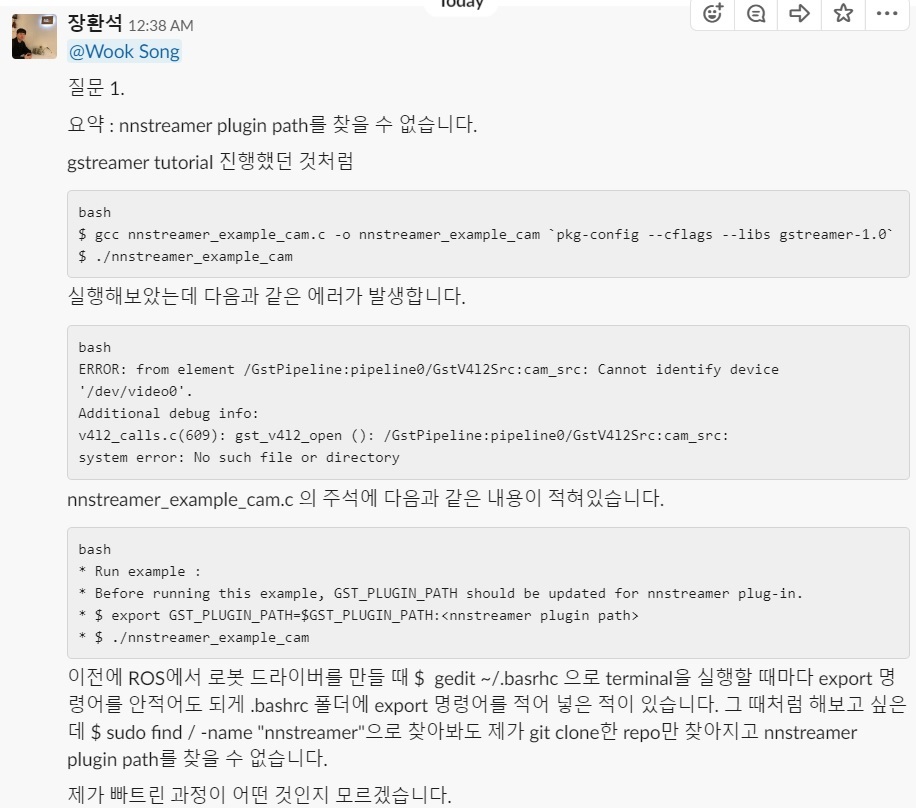 Today
장환석 12:38 AM
@Wook Song
질문 1.
요약 : nnstreamer plugin path를 찾을 수 없습니다.
gstreamer tutorial 진행했던 것처럼
bash
$ gcc nnstreamer_example_cam.c -o nnstreamer_example_cam `pkg-config --cflags --libs gstreamer-1.0`
$ ./nnstreamer_example_cam
실행해보았는데 다음과 같은 에러가 발생합니다.
bash
ERROR: from element /GstPipeline:pipeline0/GstV4l2Src:cam_src: Cannot identify device
'/dev/video0'.
Additional debug info:
v4l2_calls.c(609): gst_v4l2_open (): /GstPipeline:pipeline0/GstV4l2Src:cam_src:
system error: No such file or directory
nnstreamer_example_cam.c 의 주석에 다음과 같은 내용이 적혀있습니다.
bash
* Run example :
* Before running this example, GST_PLUGIN_PATH should be updated for nnstreamer plug-in.
* $ export GST_PLUGIN_PATH=$GST_PLUGIN_PATH:<nnstreamer plugin path>
* $ ./nnstreamer_example_cam
이전에 ROS에서 로봇 드라이버를 만들 때 $ gedit ~/.basrhc 으로 terminal을 실행할 때마다 export 명
령어를 안적어도 되게 .bashrc 폴더에 export 명령어를 적어 넣은 적이 있습니다. 그 때처럼 해보고 싶은
데 $ sudo find / -name "nnstreamer"으로 찾아봐도 제가 git clone한 repo만 찾아지고 nnstreamer
plugin path를 찾을 수 없습니다.
제가 빠트린 과정이 어떤 것인지 모르겠습니다.